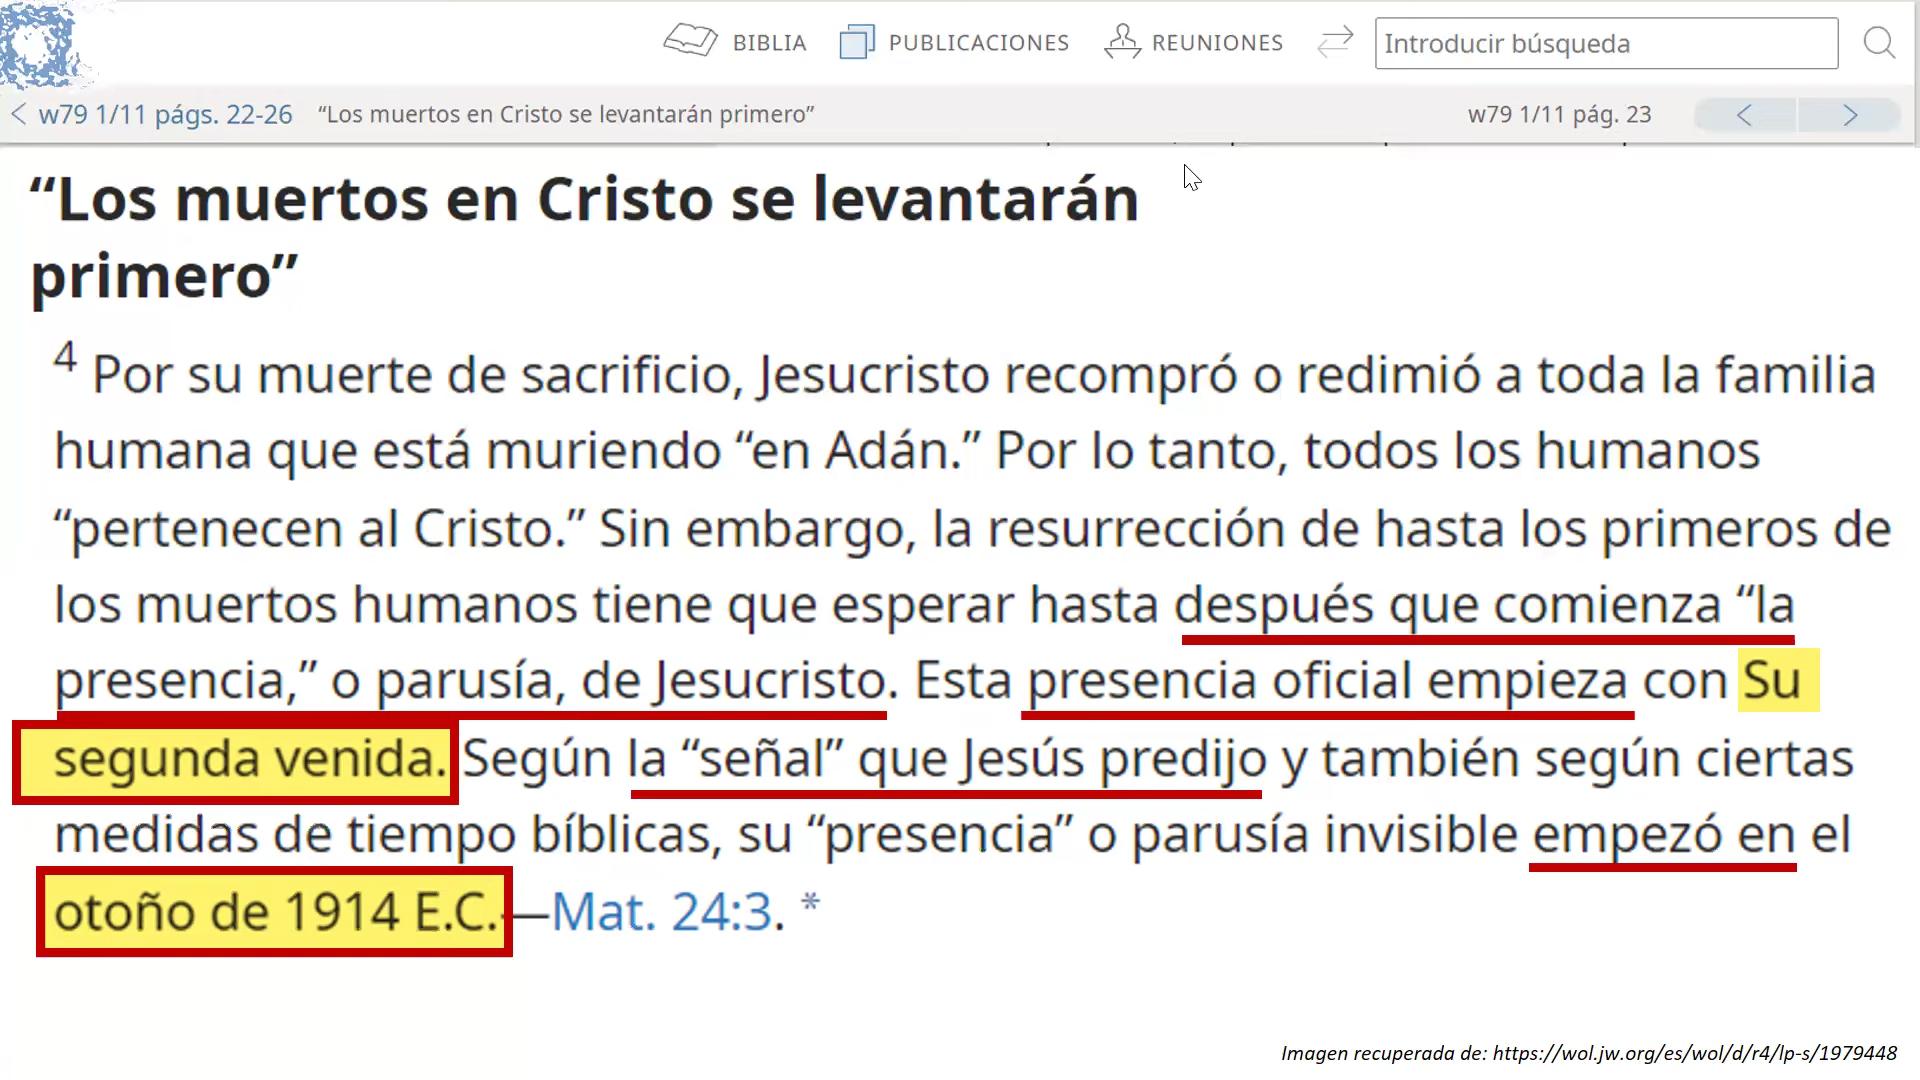 BIBLIA PUBLICACIONES REUNIONES Introducir búsqueda
w79 1/11 págs. 22-26 “Los muertos en Cristo se levantarán primero” w79 1/11 pág. 23
“Los muertos en Cristo se levantarán
primero”
4 Por su muerte de sacrificio, Jesucristo recompró o redimió a toda la familia
humana que está muriendo “en Adán.” Por lo tanto, todos los humanos
“pertenecen al Cristo.” Sin embargo, la resurrección de hasta los primeros de
los muertos humanos tiene que esperar hasta después que comienza “la
presencia,” o parusía, de Jesucristo. Esta presencia oficial empieza con Su
segunda venida. Según la “señal” que Jesús predijo y también según ciertas
medidas de tiempo bíblicas, su “presencia” o parusía invisible empezó en el
otoño de 1914 E.C.—Mat. 24:3. *
Imagen recuperada de: https://wol.jw.org/es/wol/d/r4/lp-s/1979448